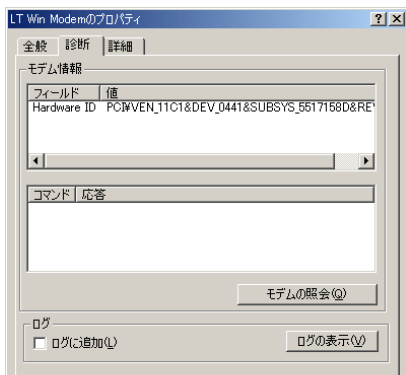 LT Win Modemのプロパティ
全般 診断 詳細
モデム情報
フィールド 値
Hardware ID PCI¥VEN_11C1&DEV_0441&SUBSYS_5517158D&RE
コマンド 応答
モデムの照会(Q)
ログ
ログに追加(L) ログの表示(V)